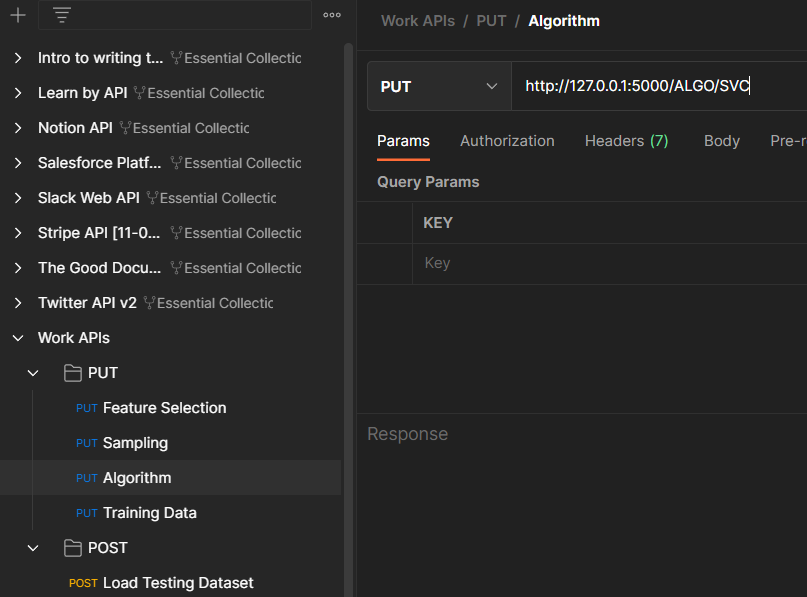 Intro to writing t... Essential Collectic
Learn by API Essential Collectic
Notion API Essential Collectic
Salesforce Platf... Essential Collectic
Slack Web API Essential Collectic
Stripe API [11-0... Essential Collectic
The Good Docu... Essential Collectic
Twitter API v2 Essential Collectic
Work APIs
PUT
PUT Feature Selection
PUT Sampling
PUT Algorithm
PUT Training Data
POST
POST Load Testing Dataset
Work APIs / PUT / Algorithm
PUT http://127.0.0.1:5000/ALGO/SVC
Params Authorization Headers (7) Body Pre-r
Query Params
KEY
Key
Response